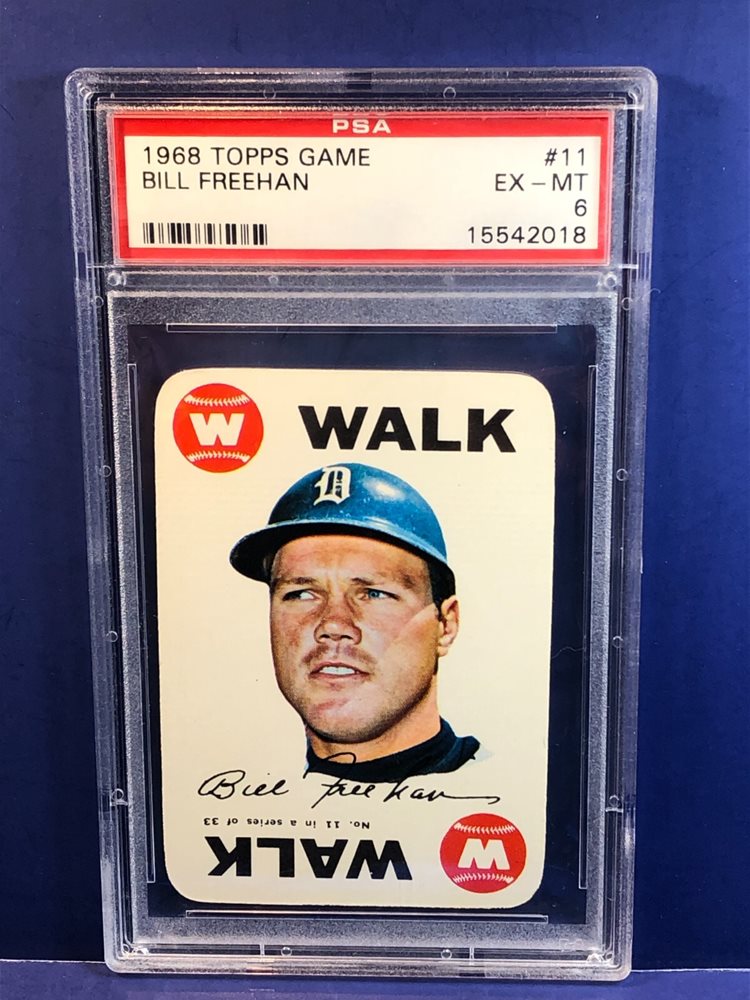 PSA
1968 TOPPS GAME #11
BILL FREEHAN EX - MT
6
15542018
W WALK
D
Bill Freehan
No. 11 in a series of 33
WALK W